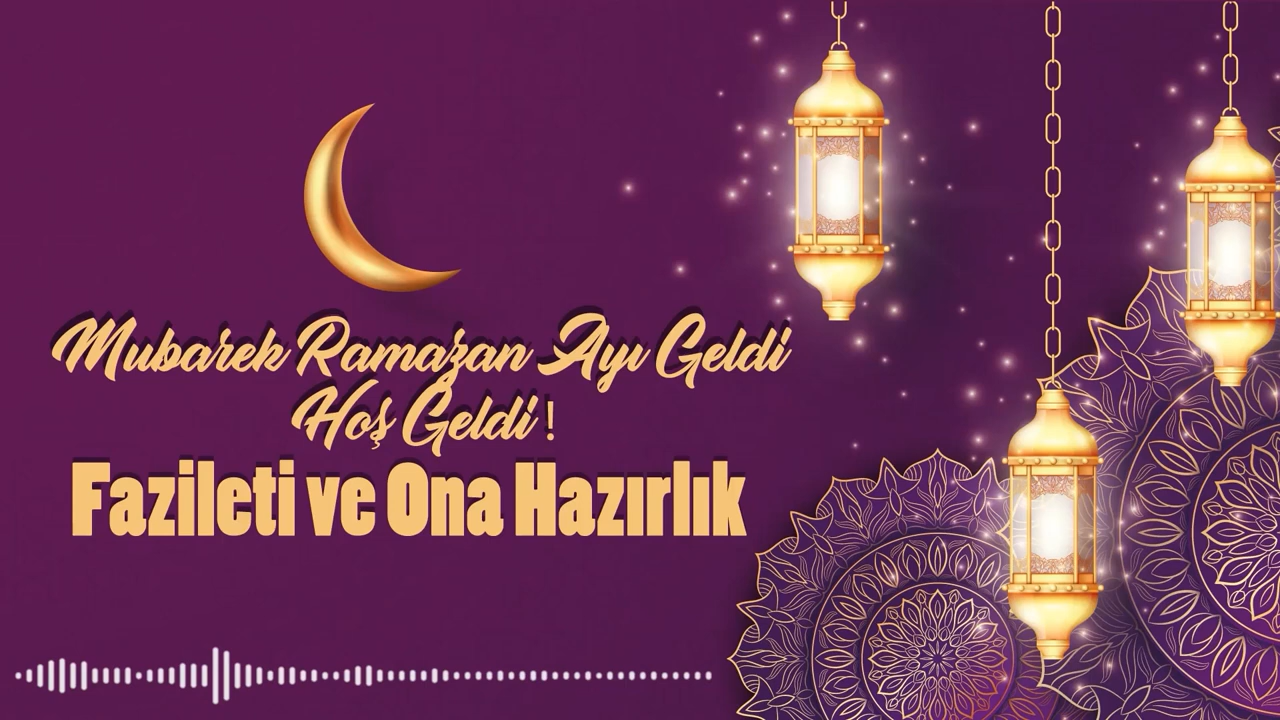 Mubarek Ramazan Ayı Geldi
Hoş Geldi !
Fazileti ve Ona Hazırlık